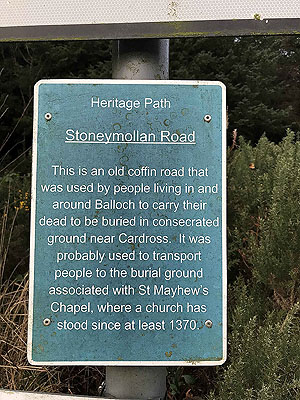 Heritage Path
Stoneymollan Road
This is an old coffin road that
was used by people living in and
around Balloch to carry their
dead to be buried in consecrated
ground near Cardross. It was
probably used to transport
people to the burial ground
associated with St Mayhew's
Chapel, where a church has
stood since at least 1370.